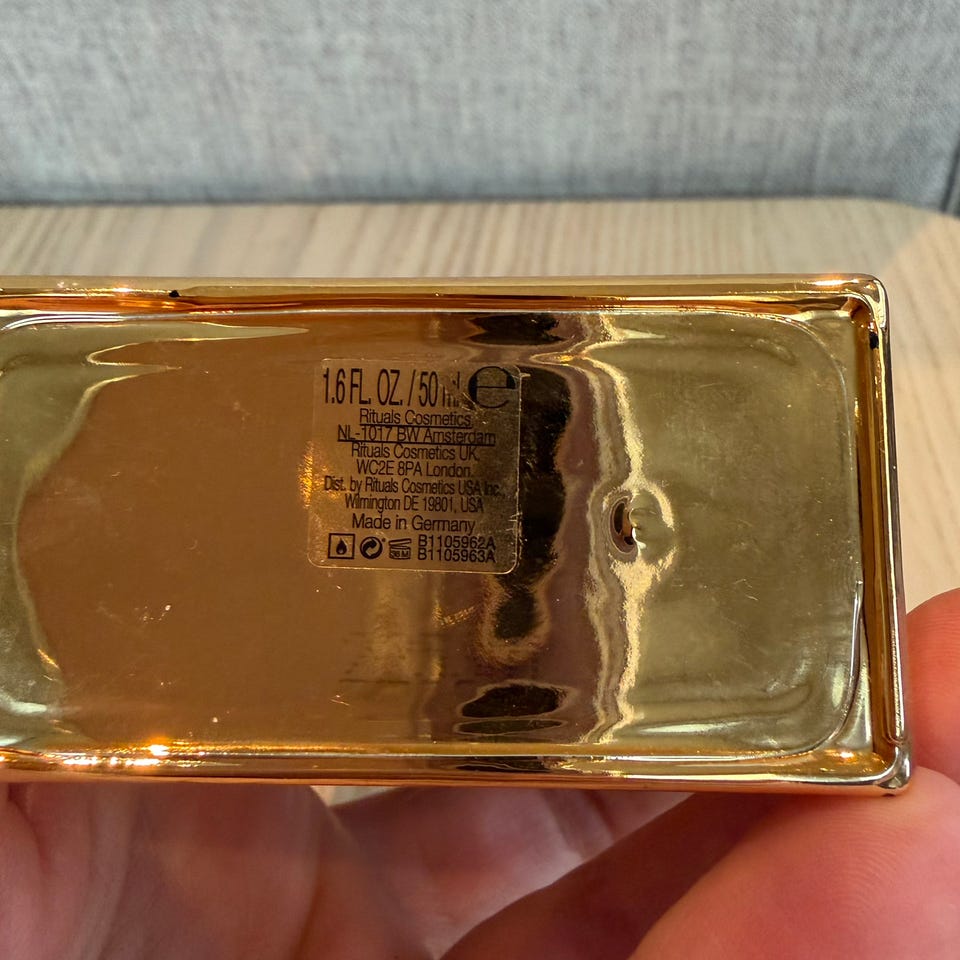 1.6 FL. OZ. / 50 ml e
Rituals Cosmetics
NL-1017 BW Amsterdam
Rituals Cosmetics UK
WC2E 8PA London
Dist. by Rituals Cosmetics USA Inc.,
Wilmington DE 19801, USA
Made in Germany
B1105962A
B1105963A